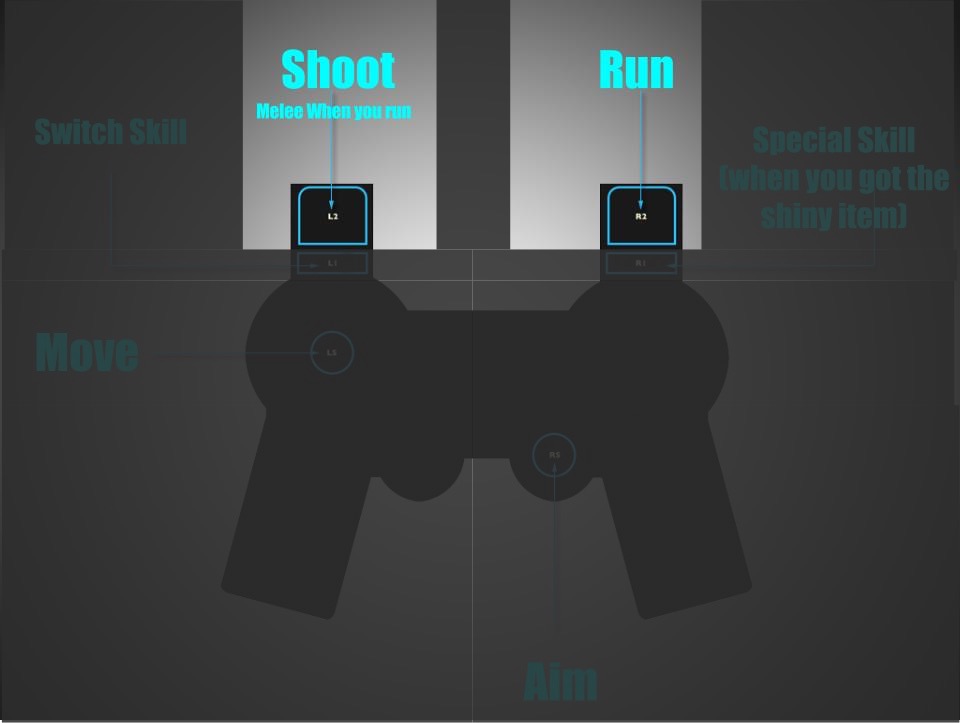 Shoot
Run
Melee When you run
Switch Skill
Special Skill
(when you got the
shiny item)
L2
R2
L1
R1
Move
LS
RS
Aim